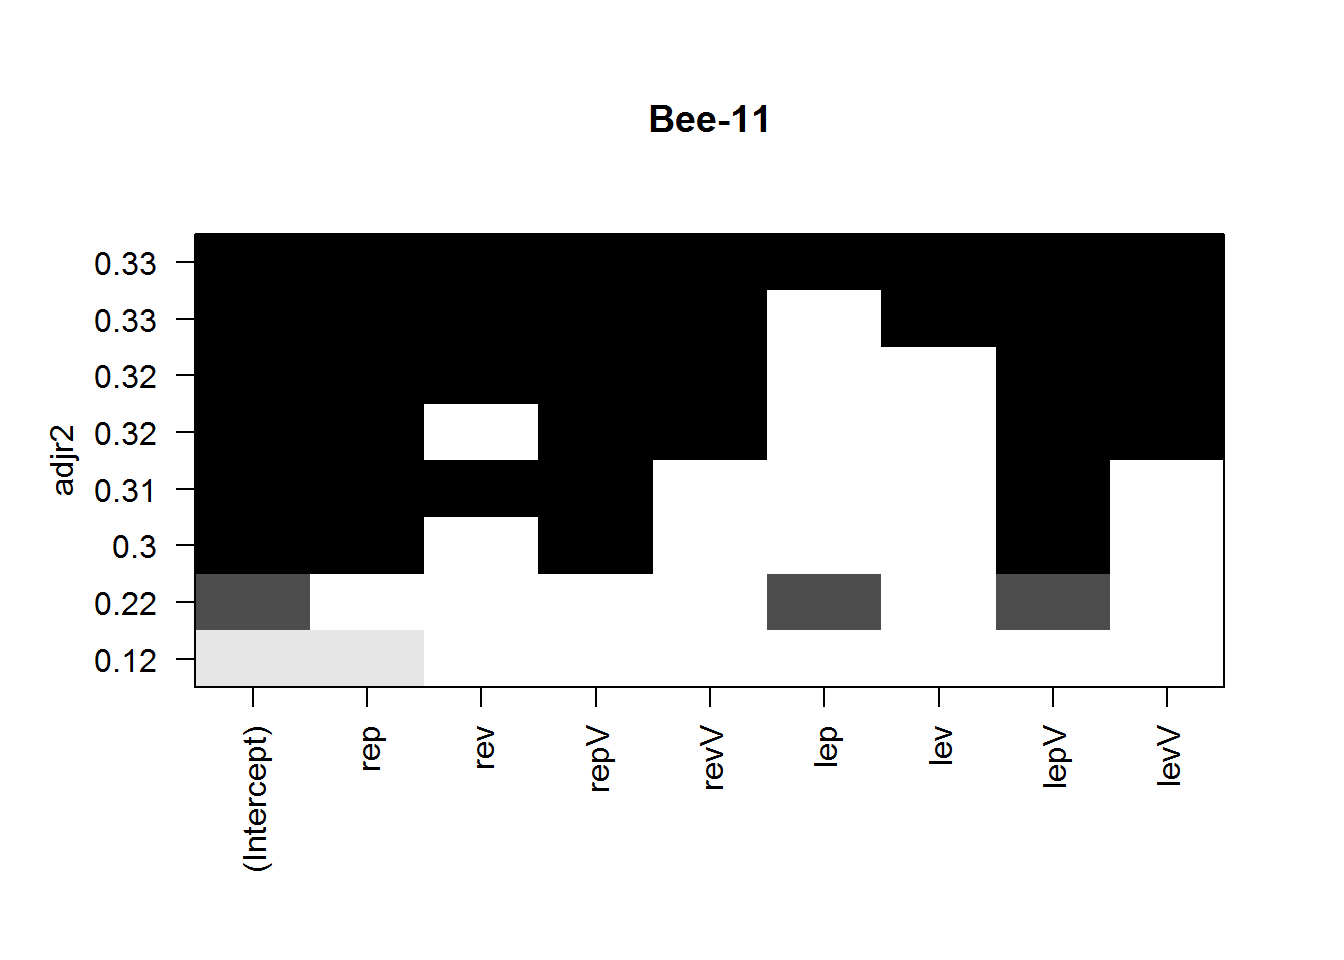 Bee-11
adjr2
0.33
0.33
0.32
0.32
0.31
0.3
0.22
0.12
(Intercept)
rep
rev
repV
revV
lep
lev
lepV
levV